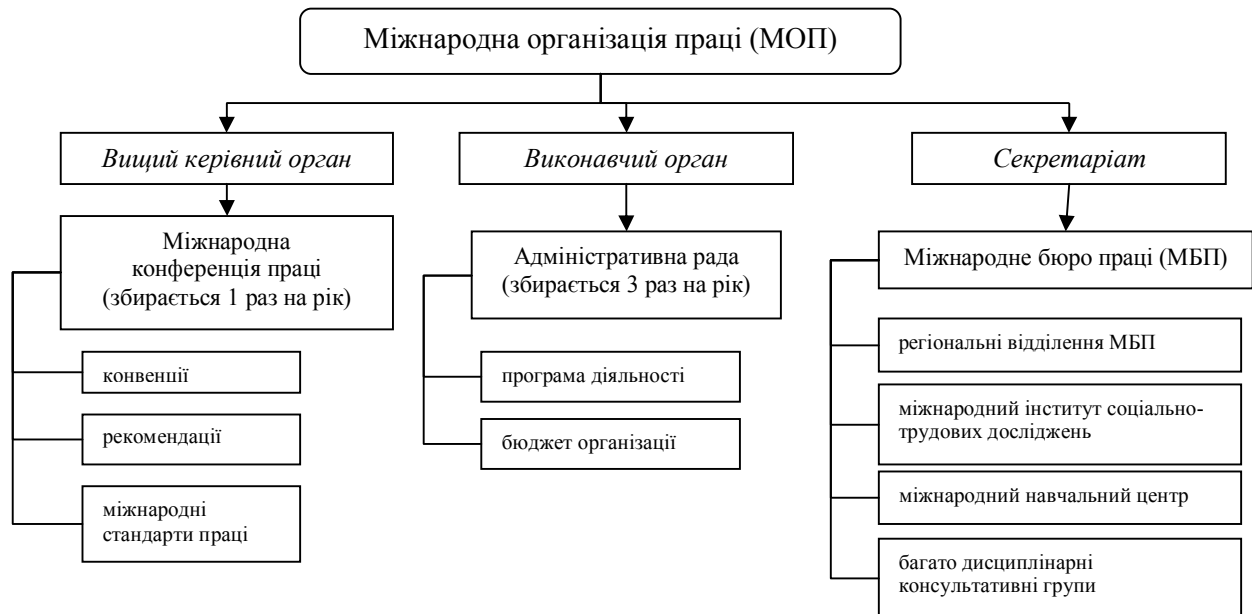 Міжнародна організація праці (МОП)
Вищий керівний орган
Виконавчий орган
Секретаріат
Міжнародна
конференція праці
(збирається 1 раз на рік)
Адміністративна рада
(збирається 3 раз на рік)
Міжнародне бюро праці (МБП)
конвенції
рекомендації
міжнародні
стандарти праці
програма діяльності
бюджет організації
регіональні відділення МБП
міжнародний інститут соціально-
трудових досліджень
міжнародний навчальний центр
багато дисциплінарні
консультативні групи